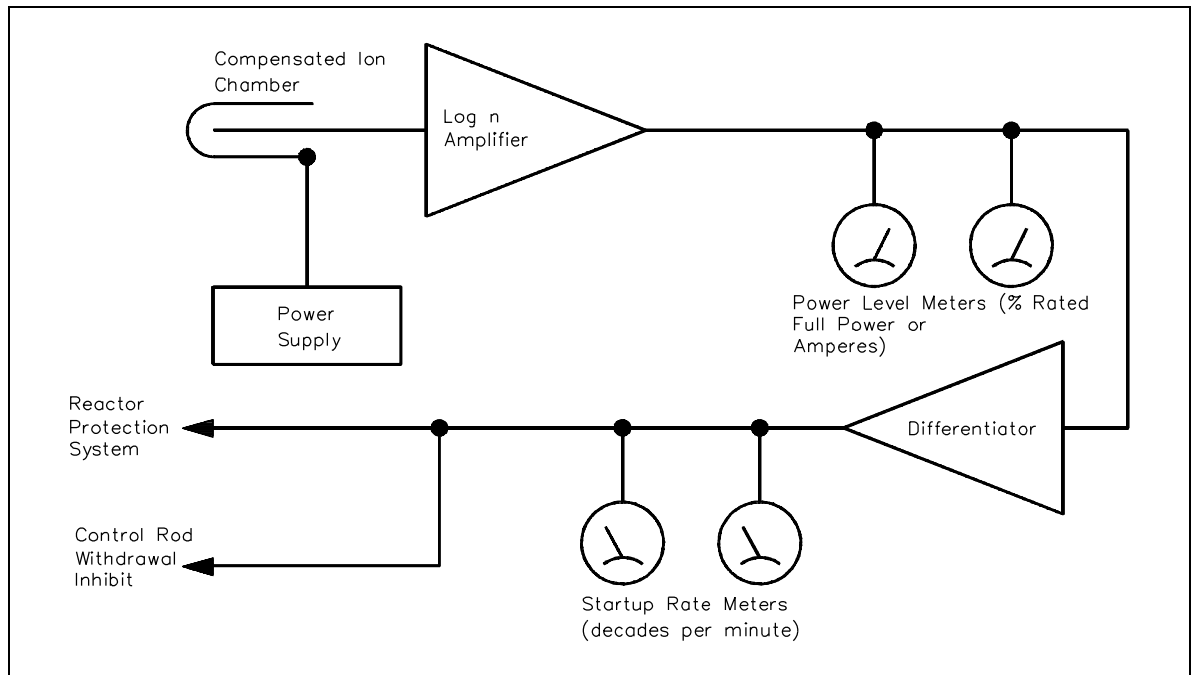 Compensated Ion
Chamber
Log n
Amplifier
Power
Supply
Power Level Meters (% Rated
Full Power or
Amperes)
Differentiator
Reactor
Protection
System
Control Rod
Withdrawal
Inhibit
Startup Rate Meters
(decades per minute)